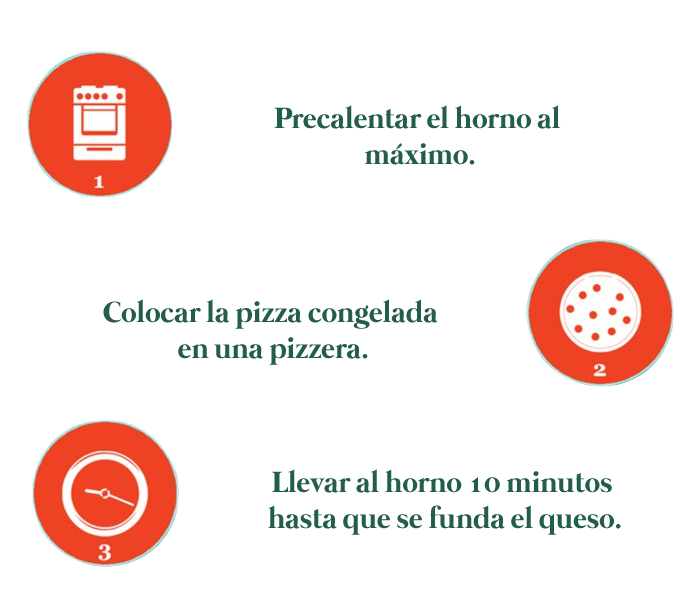 1
Precalentar el horno al
máximo.
Colocar la pizza congelada
en una pizzera.
2
3
Llevar al horno 10 minutos
hasta que se funda el queso.